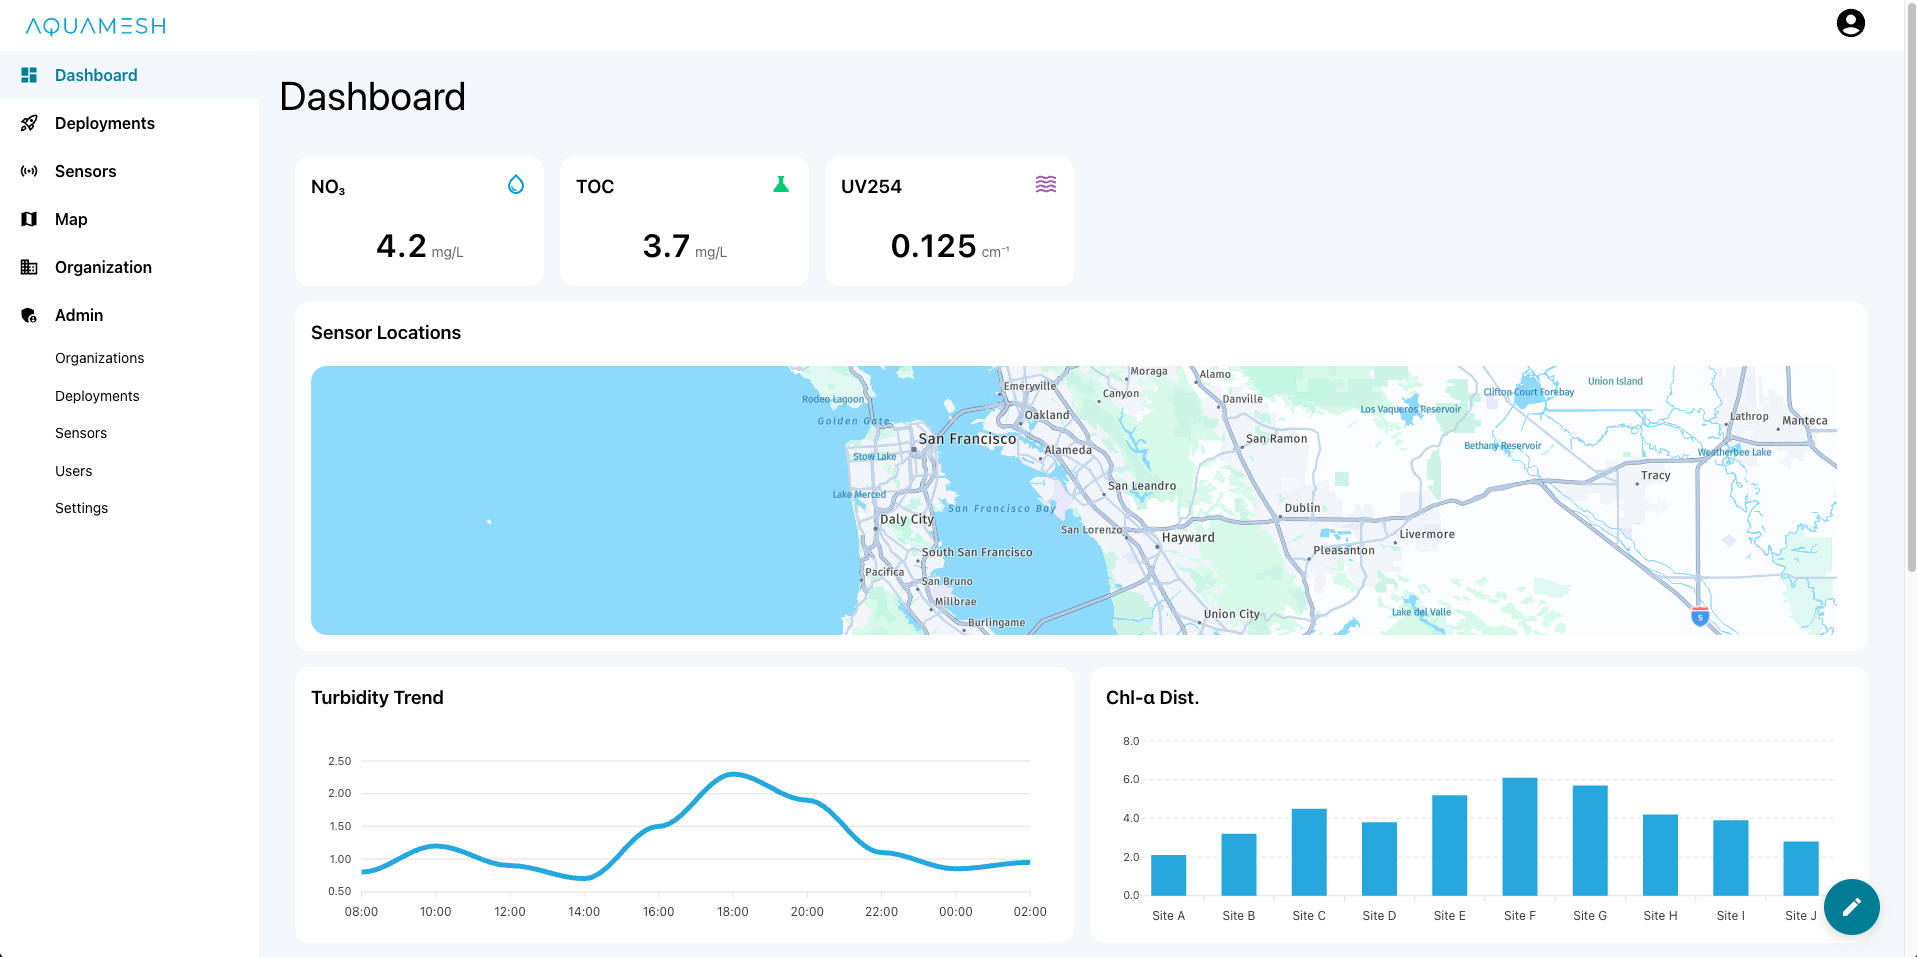 AQUAMESH
Dashboard
Deployments
Sensors
Map
Organization
Admin
Organizations
Deployments
Sensors
Users
Settings
Dashboard
NO₃
4.2 mg/L
TOC
3.7 mg/L
UV254
0.125 cm⁻¹
Sensor Locations
Rodeo Lagoon
Golden Gate
San Francisco
Stow Lake
Lake Merced
Daly City
South San Francisco
Pacifica
San Bruno
Millbrae
Burlingame
San Francisco Bay
Emeryville
Oakland
Alameda
Moraga
Canyon
San Leandro
San Lorenzo
Hayward
Union City
Alamo
Danville
San Ramon
Dublin
Pleasanton
Livermore
Los Vaqueros Reservoir
Clifton Court Forebay
Union Island
Bethany Reservoir
Lathrop
Manteca
Weatherbee Lake
Tracy
Lake del Valle
5
Turbidity Trend
2.50
2.00
1.50
1.00
0.50
08:00 10:00 12:00 14:00 16:00 18:00 20:00 22:00 00:00 02:00
Chl-α Dist.
8.0
6.0
4.0
2.0
0.0
Site A Site B Site C Site D Site E Site F Site G Site H Site I Site J